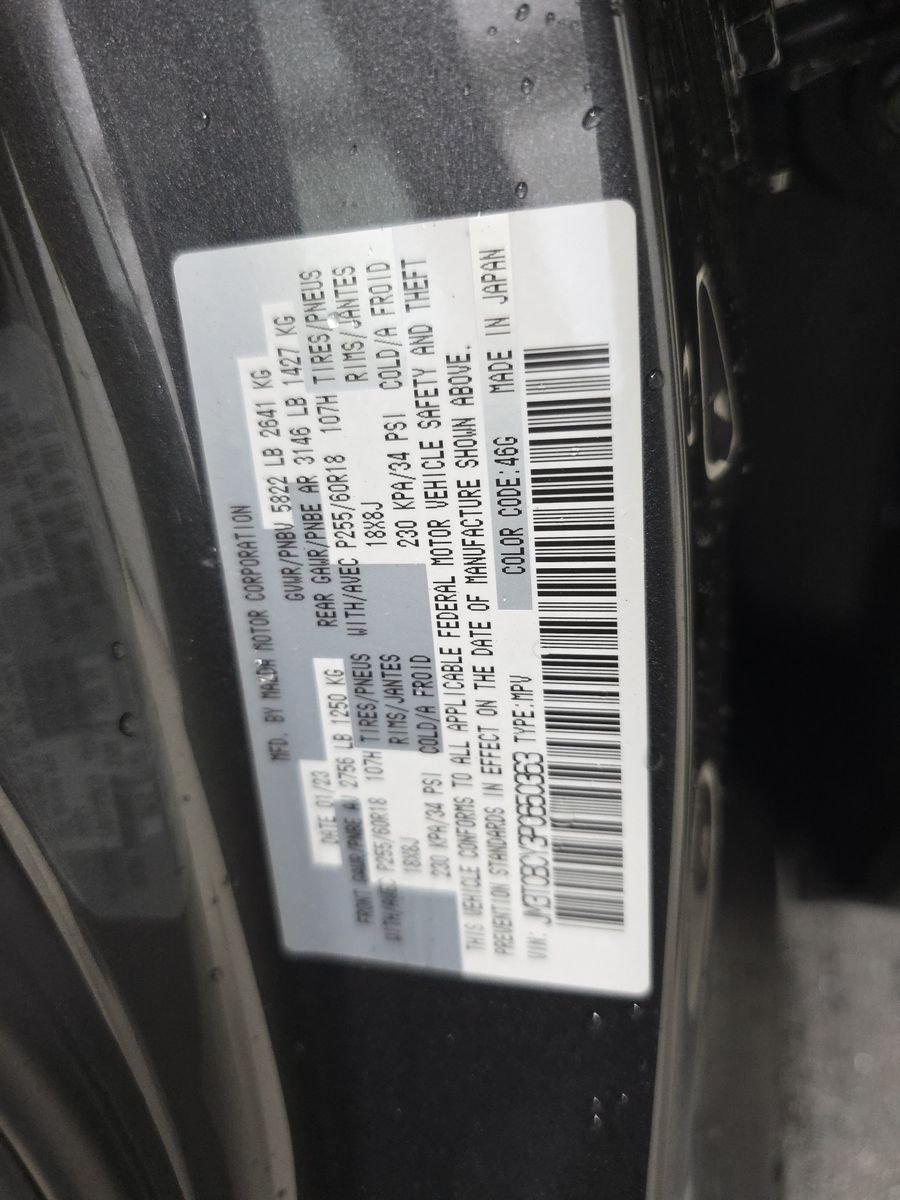 MFD. BY MAZDA MOTOR CORPORATION
DATE 01/23 GVWR/PNBV 5822 LB 2641 KG
FRONT GAWR/PNBE AV 2756 LB 1250 KG REAR GAWR/PNBE AR 3146 LB 1427 KG
WITH/AVEC P255/60R18 107H TIRES/PNEUS WITH/AVEC P255/60R18 107H TIRES/PNEUS
18X8J RIMS/JANTES 18X8J RIMS/JANTES
230 KPA/34 PSI COLD/A FROID 230 KPA/34 PSI COLD/A FROID
THIS VEHICLE CONFORMS TO ALL APPLICABLE FEDERAL MOTOR VEHICLE SAFETY AND THEFT
PREVENTION STANDARDS IN EFFECT ON THE DATE OF MANUFACTURE SHOWN ABOVE.
VIN: JM3TCBCY3P0650363 TYPE:MPV COLOR CODE:46G MADE IN JAPAN